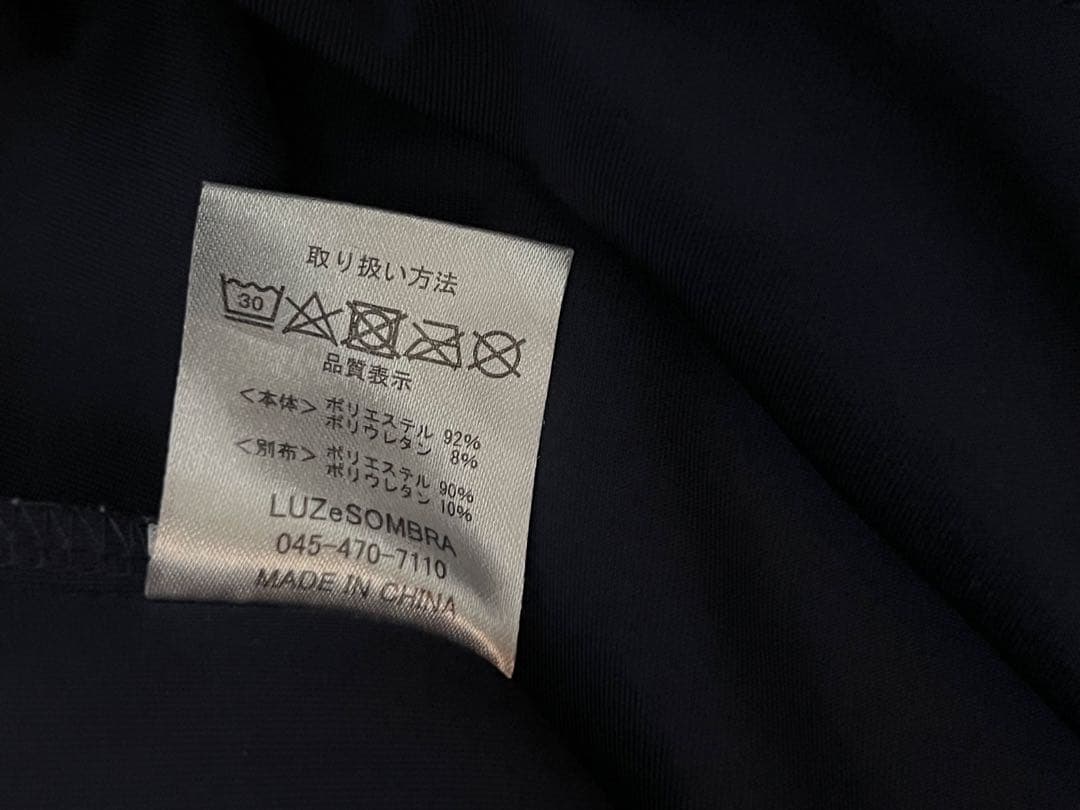 取り扱い方法
30
品質表示
<本体> ポリエステル 92%
ポリウレタン 8%
<別布> ポリエステル 90%
ポリウレタン 10%
LUZeSOMBRA
045-470-7110
MADE IN CHINA